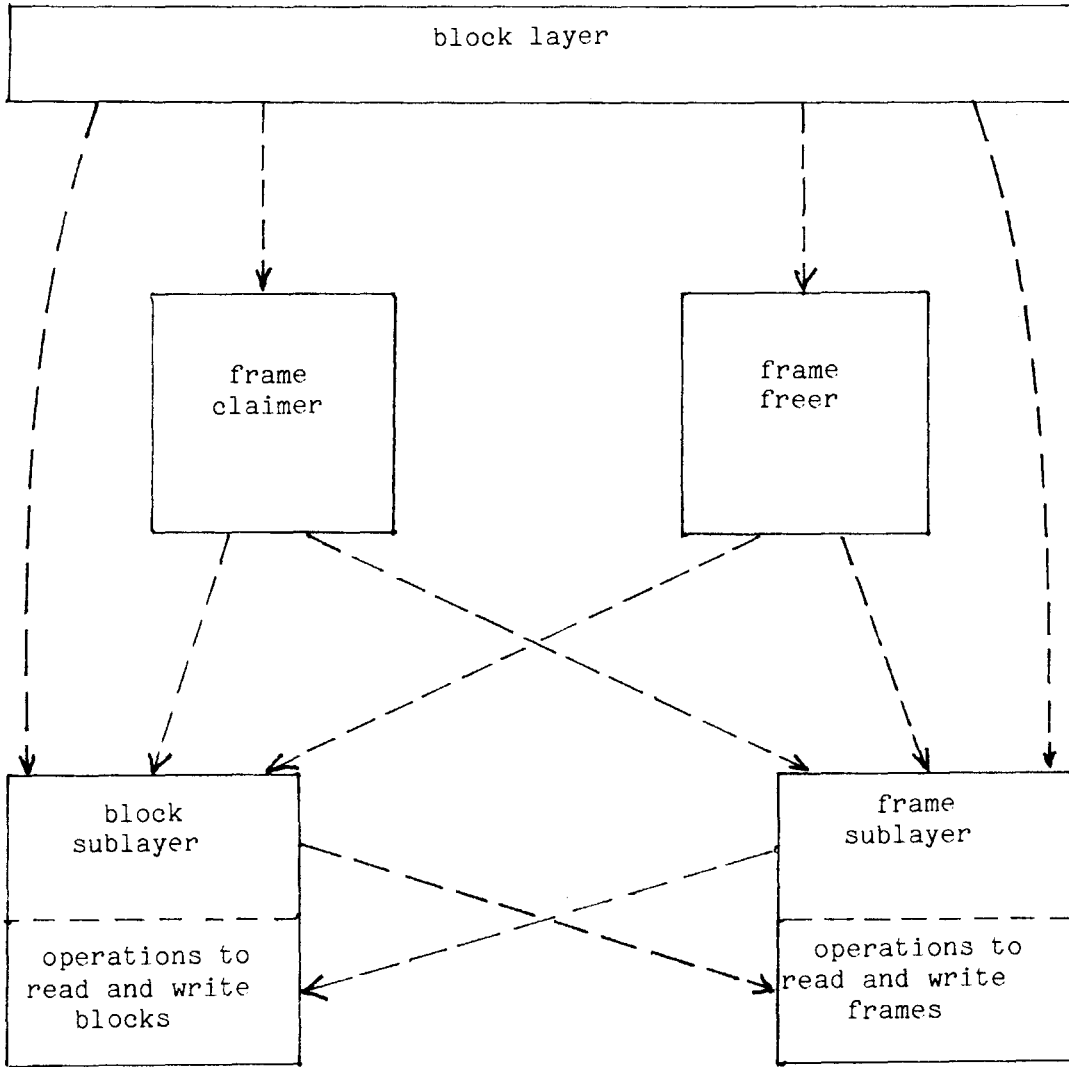 block layer
frame
claimer
frame
freer
block
sublayer
operations to
read and write
blocks
frame
sublayer
operations to
read and write
frames